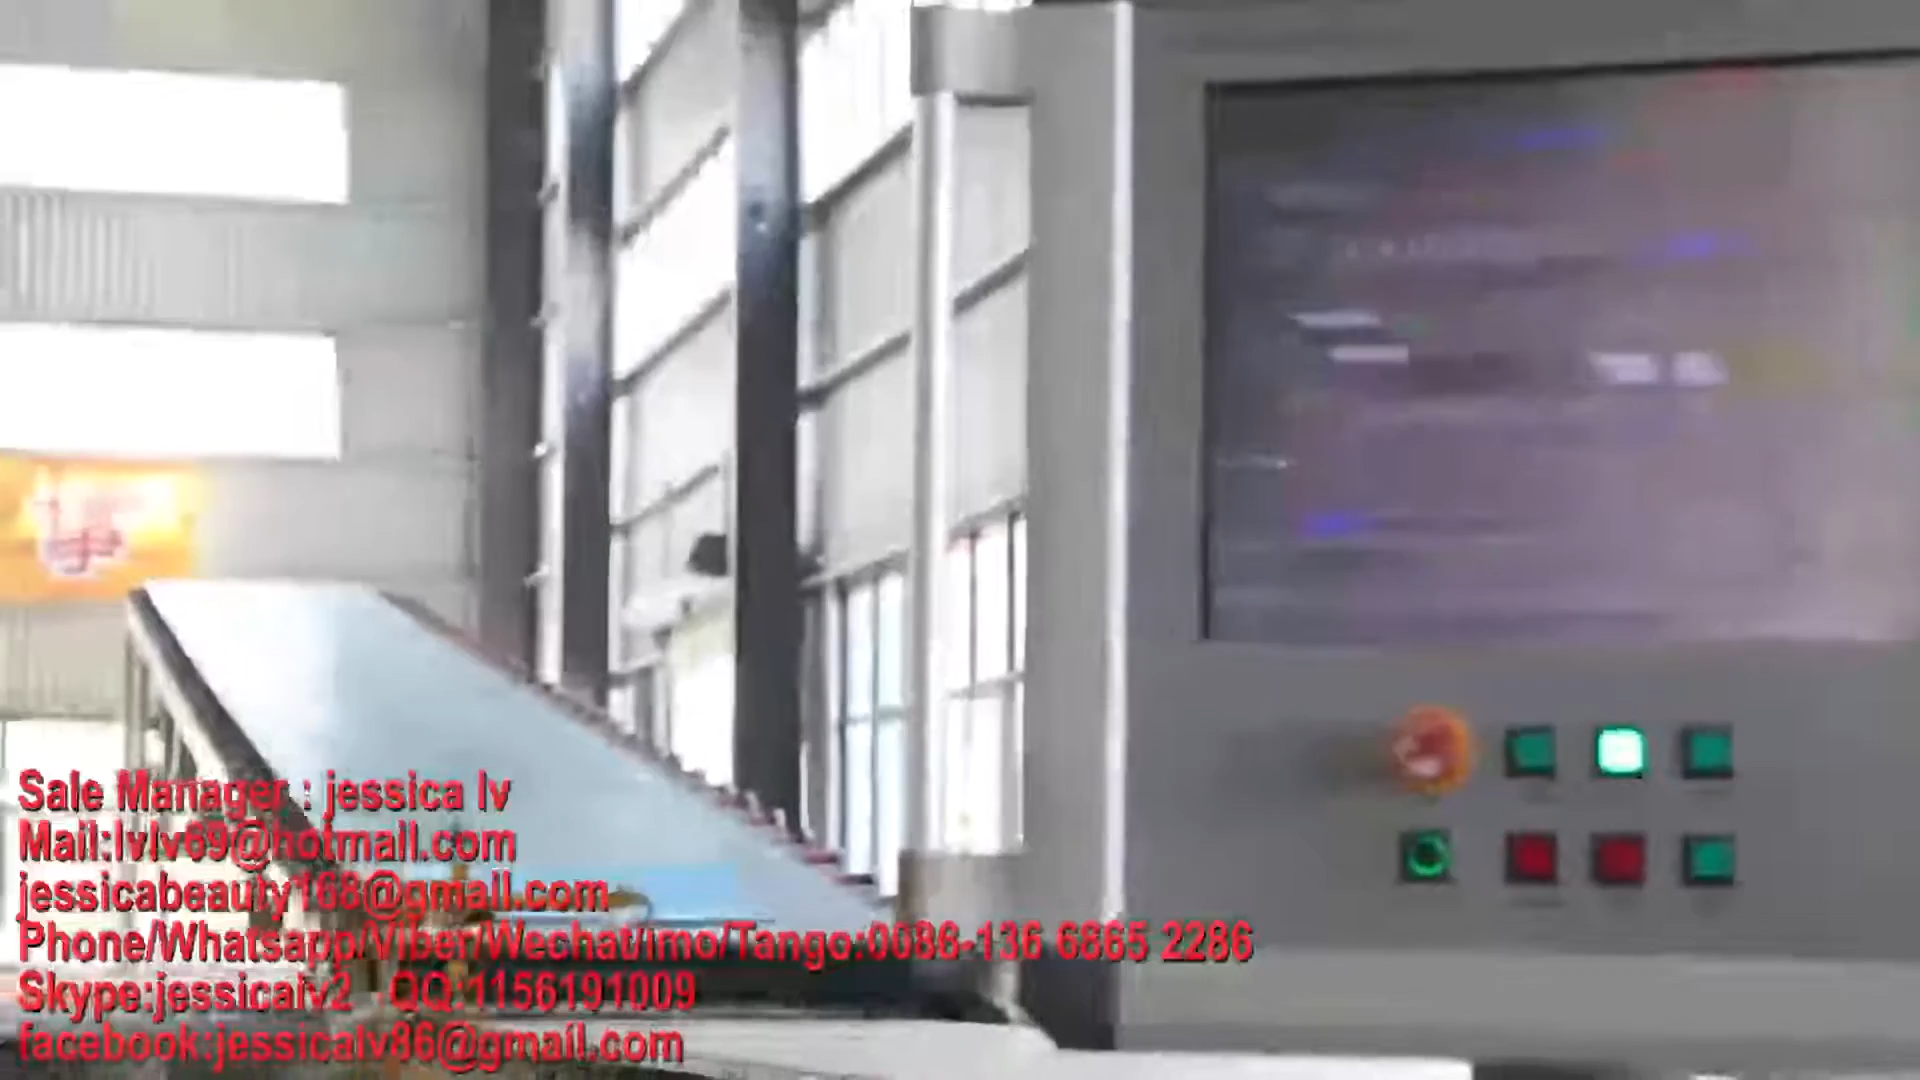 Sale Manager : jessica lv
Mail:lvlv69@hotmail.com
jessicabeauty168@gmail.com
Phone/Whatsapp/Viber/Wechat/imo/Tango:0086-136 6865 2286
Skype:jessicalv2 QQ:1156191009
facebook:jessicalv86@gmail.com